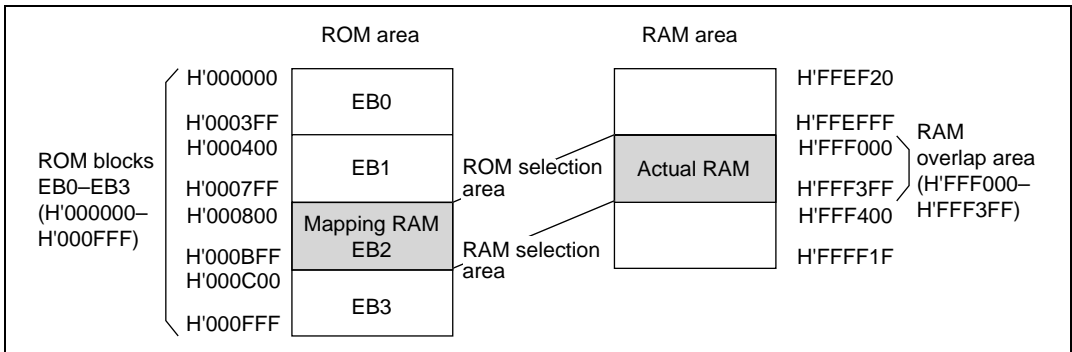 ROM area
RAM area
ROM blocks
EB0–EB3
(H'000000–
H'000FFF)
H'000000
H'0003FF
H'000400
H'0007FF
H'000800
H'000BFF
H'000C00
H'000FFF
EB0
EB1
Mapping RAM
EB2
EB3
ROM selection
area
RAM selection
area
Actual RAM
H'FFEF20
H'FFEFFF
H'FFF000
H'FFF3FF
H'FFF400
H'FFFF1F
RAM
overlap area
(H'FFF000–
H'FFF3FF)